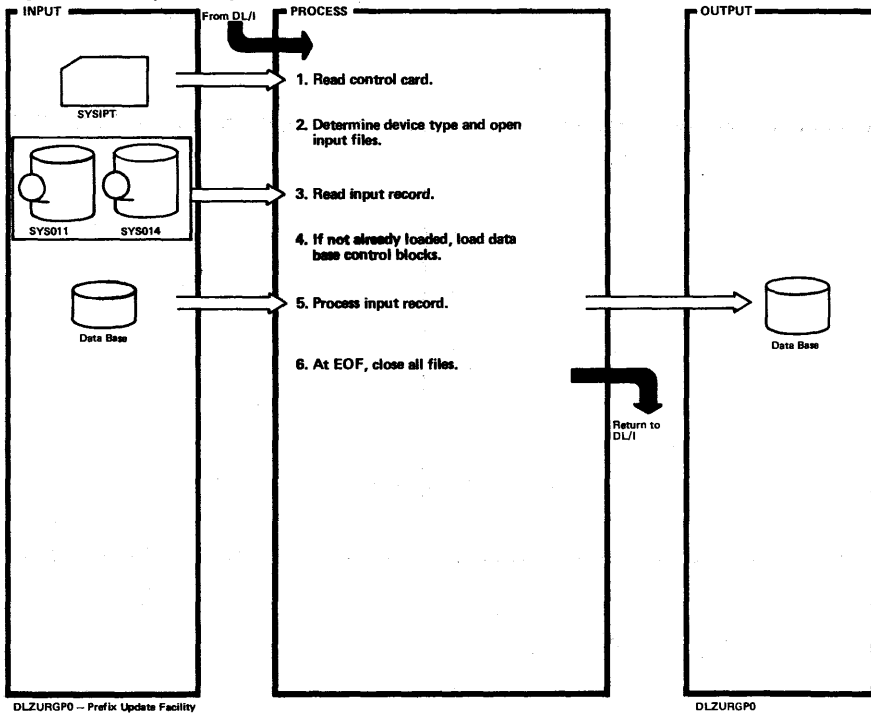 INPUT
From DL/I
PROCESS
OUTPUT
SYSIPT
1. Read control card.
2. Determine device type and open
input files.
SYS011
SYS014
3. Read input record.
4. If not already loaded, load data
base control blocks.
Data Base
5. Process input record.
Data Base
6. At EOF, close all files.
Return to
DL/I
DLZURGP0 – Prefix Update Facility
DLZURGP0